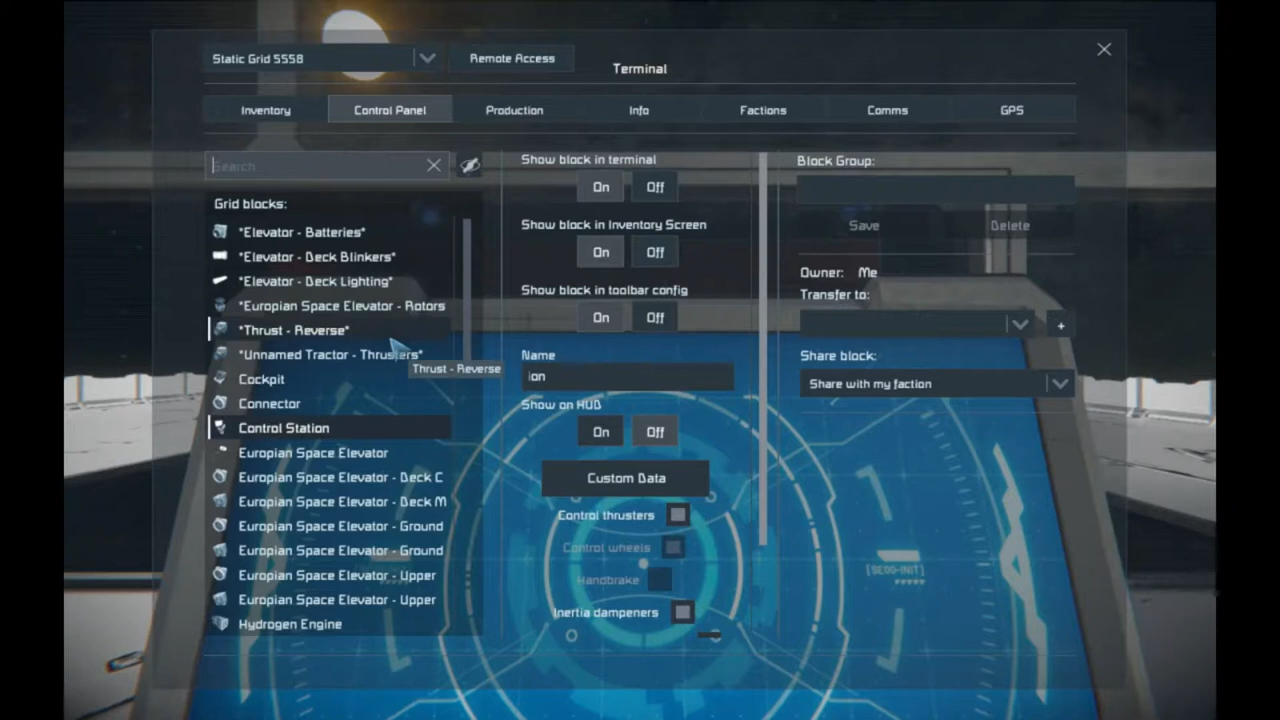 Static Grid 5558
Remote Access
Terminal
Inventory
Control Panel
Production
Info
Factions
Comms
GPS
Search
Grid blocks:
*Elevator - Batteries*
*Elevator - Deck Blinkers*
*Elevator - Deck Lighting*
*Europian Space Elevator - Rotors
*Thrust - Reverse*
*Unnamed Tractor - Thrusters*
Thrust - Reverse
Cockpit
Connector
Control Station
Europian Space Elevator
Europian Space Elevator - Deck C
Europian Space Elevator - Deck M
Europian Space Elevator - Ground
Europian Space Elevator - Ground
Europian Space Elevator - Upper
Europian Space Elevator - Upper
Hydrogen Engine
Show block in terminal
On Off
Show block in Inventory Screen
On Off
Show block in toolbar config
On Off
Name
ion
Show on HUD
On Off
Custom Data
Control thrusters
Control wheels
Handbrake
Inertia dampeners
Block Group:
Save Delete
Owner: Me
Transfer to:
+
Share block:
Share with my faction